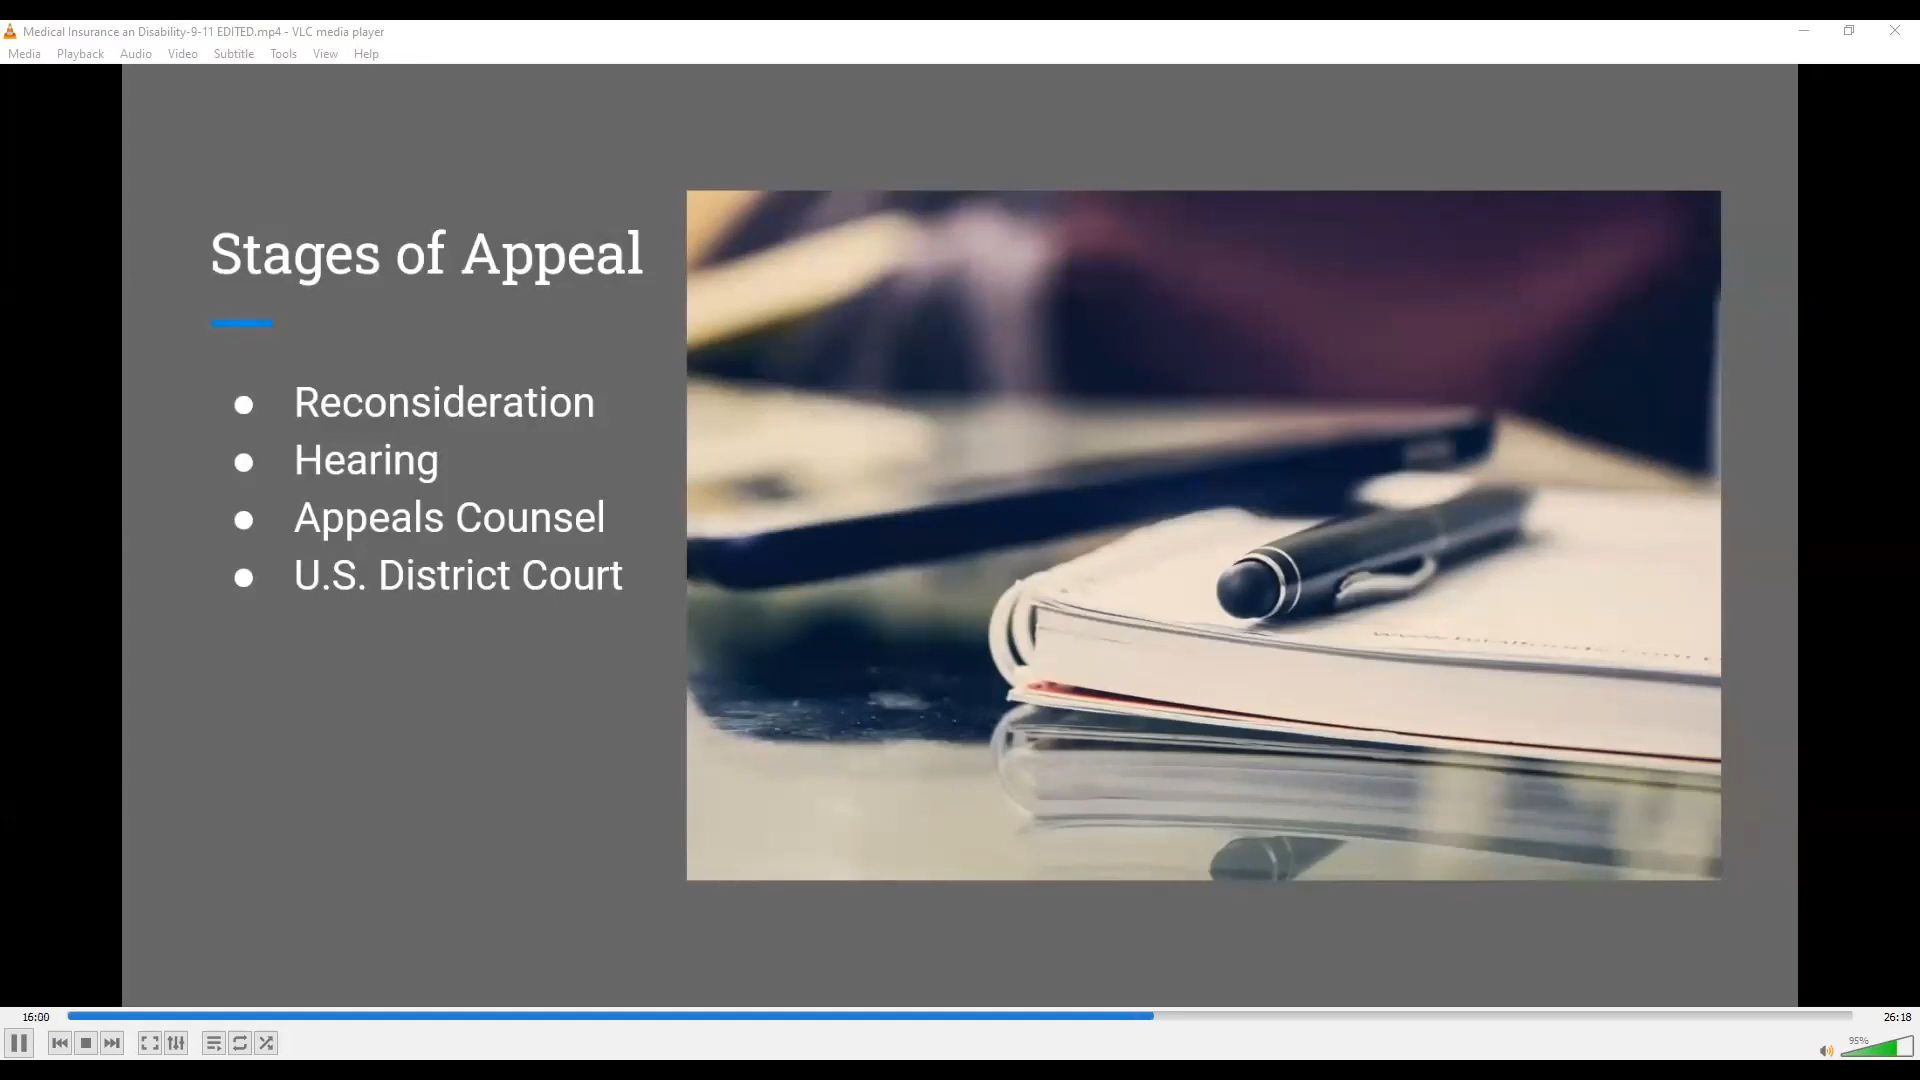 Medical Insurance an Disability-9-11 EDITED.mp4 - VLC media player
Media Playback Audio Video Subtitle Tools View Help
Stages of Appeal
● Reconsideration
● Hearing
● Appeals Counsel
● U.S. District Court
16:00 26:18
95%